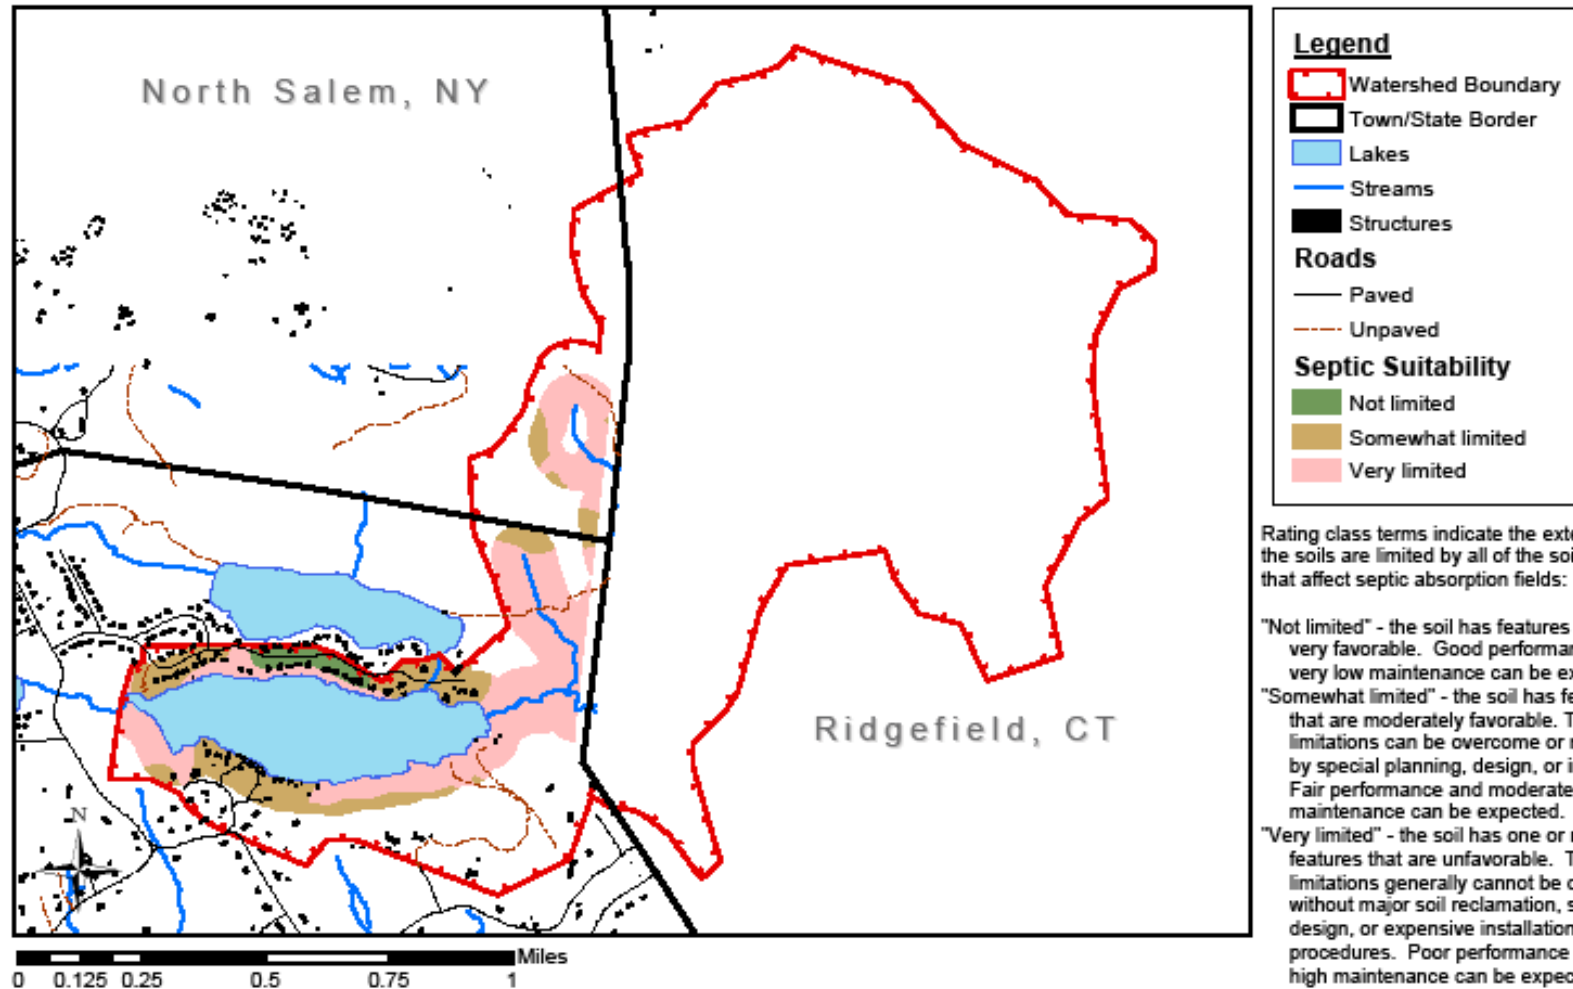 North Salem, NY
Ridgefield, CT
N
Miles
0 0.125 0.25 0.5 0.75 1
Legend
Watershed Boundary
Town/State Border
Lakes
Streams
Structures
Roads
Paved
Unpaved
Septic Suitability
Not limited
Somewhat limited
Very limited
Rating class terms indicate the exte
the soils are limited by all of the soi
that affect septic absorption fields:
"Not limited" - the soil has features
very favorable. Good performan
very low maintenance can be ex
"Somewhat limited" - the soil has fe
that are moderately favorable. T
limitations can be overcome or
by special planning, design, or i
Fair performance and moderate
maintenance can be expected.
"Very limited" - the soil has one or
features that are unfavorable. T
limitations generally cannot be
without major soil reclamation, s
design, or expensive installation
procedures. Poor performance
high maintenance can be expec